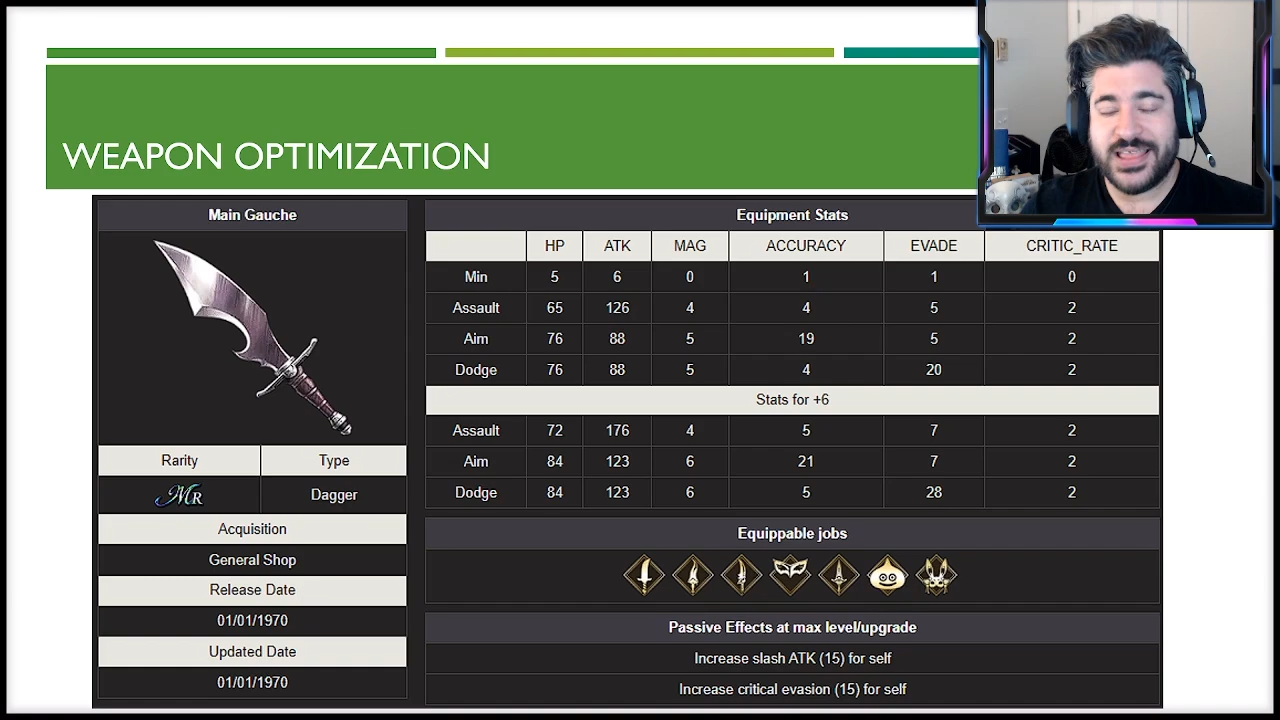 WEAPON OPTIMIZATION
Main Gauche
Rarity Type
MR Dagger
Acquisition
General Shop
Release Date
01/01/1970
Updated Date
01/01/1970
Equipment Stats
HP ATK MAG ACCURACY EVADE CRITIC_RATE
Min 5 6 0 1 1 0
Assault 65 126 4 4 5 2
Aim 76 88 5 19 5 2
Dodge 76 88 5 4 20 2
Stats for +6
Assault 72 176 4 5 7 2
Aim 84 123 6 21 7 2
Dodge 84 123 6 5 28 2
Equippable jobs
Passive Effects at max level/upgrade
Increase slash ATK (15) for self
Increase critical evasion (15) for self